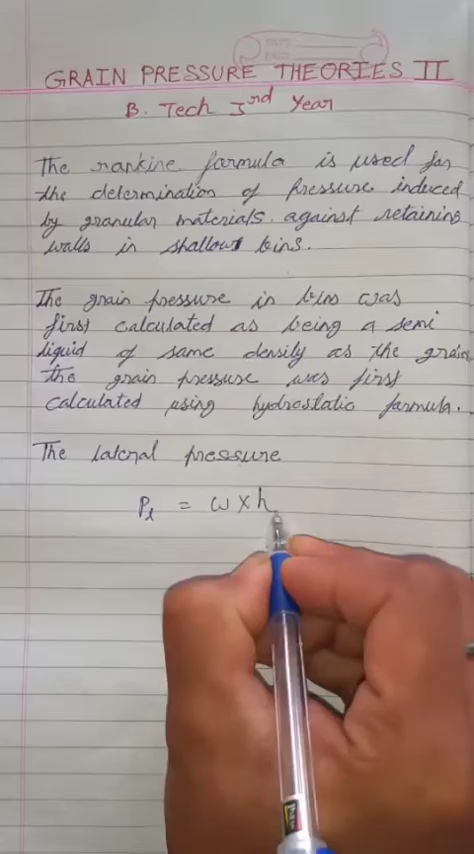 GRAIN PRESSURE THEORIES II
B. Tech 3rd Year
The rankine formula is used for
the determination of pressure induced
by granular materials against retaining
walls in shallow bins.
The grain pressure in bins was
first calculated as being a semi
liquid of same density as the grain
the grain pressure was first
calculated using hydrostatic formula.
The lateral pressure
Pl = ω × h